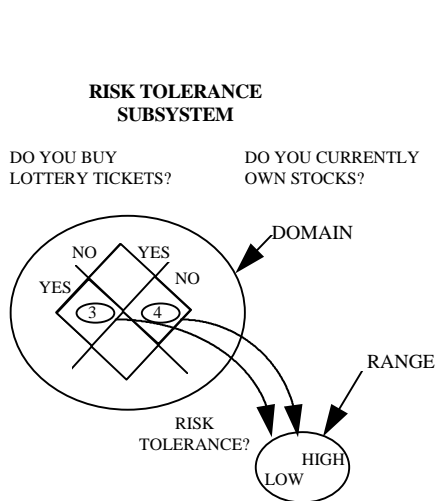 RISK TOLERANCE
SUBSYSTEM
DO YOU BUY
LOTTERY TICKETS?
DO YOU CURRENTLY
OWN STOCKS?
DOMAIN
NO YES
YES NO
3 4
RANGE
RISK
TOLERANCE?
HIGH
LOW